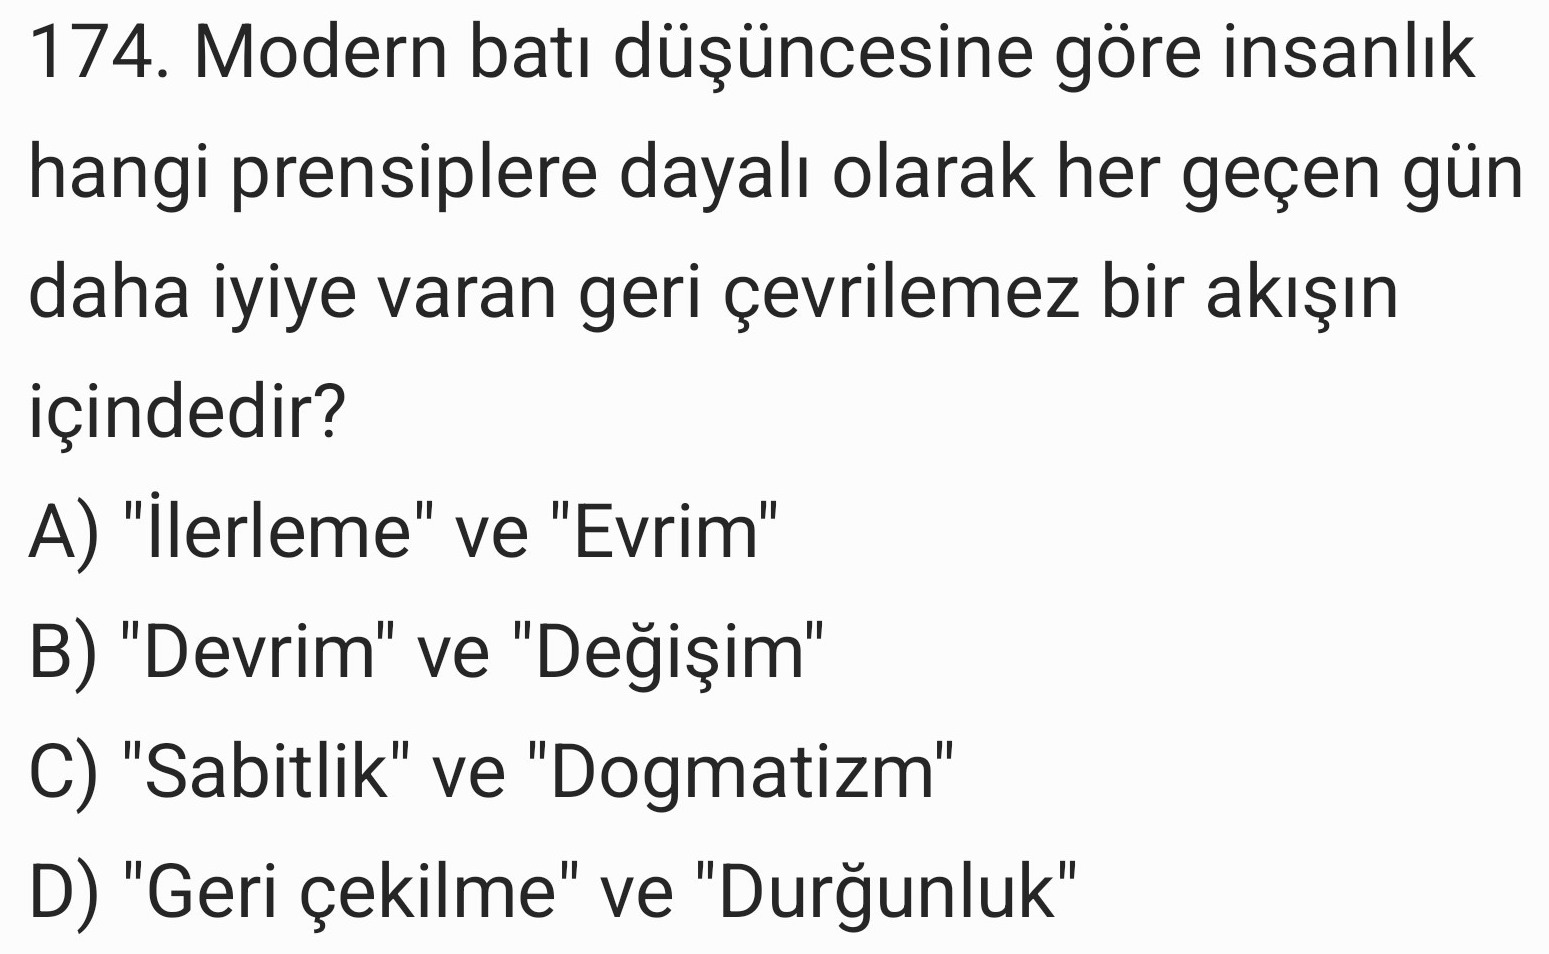 174. Modern batı düşüncesine göre insanlık
hangi prensiplere dayalı olarak her geçen gün
daha iyiye varan geri çevrilemez bir akışın
içindedir?
A) "İlerleme" ve "Evrim"
B) "Devrim" ve "Değişim"
C) "Sabitlik" ve "Dogmatizm"
D) "Geri çekilme" ve "Durğunluk"